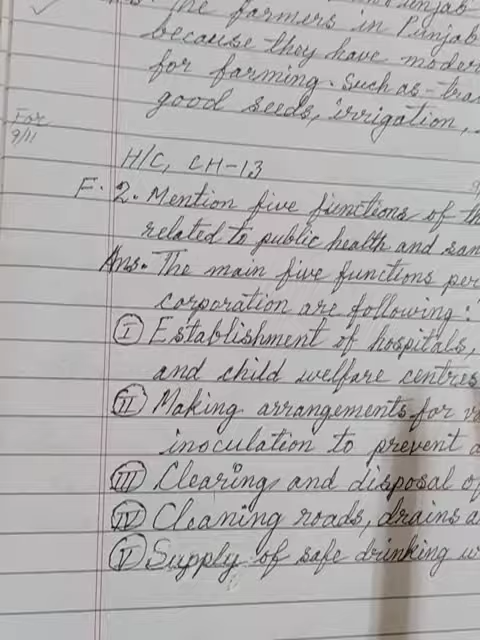 The farmers in Punjab
because they have moder
for farming. Such as-tra
good seeds, irrigation,
For
9/11
H/C, CH-13
F. 2. Mention five functions of th
related to public health and san
Ans. The main five functions per
corporation are following:
I Establishment of hospitals,
and child welfare centres
II Making arrangements for v
inoculation to prevent
III Clearing and disposal of
IV Cleaning roads, drains a
V Supply of safe drinking w